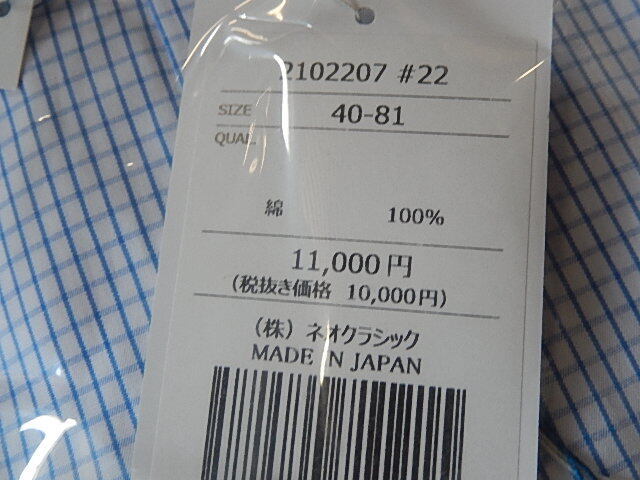 2102207 #22
SIZE 40-81
QUAL
綿 100%
11,000円
(税抜き価格 10,000円)
(株) ネオクラシック
MADE IN JAPAN